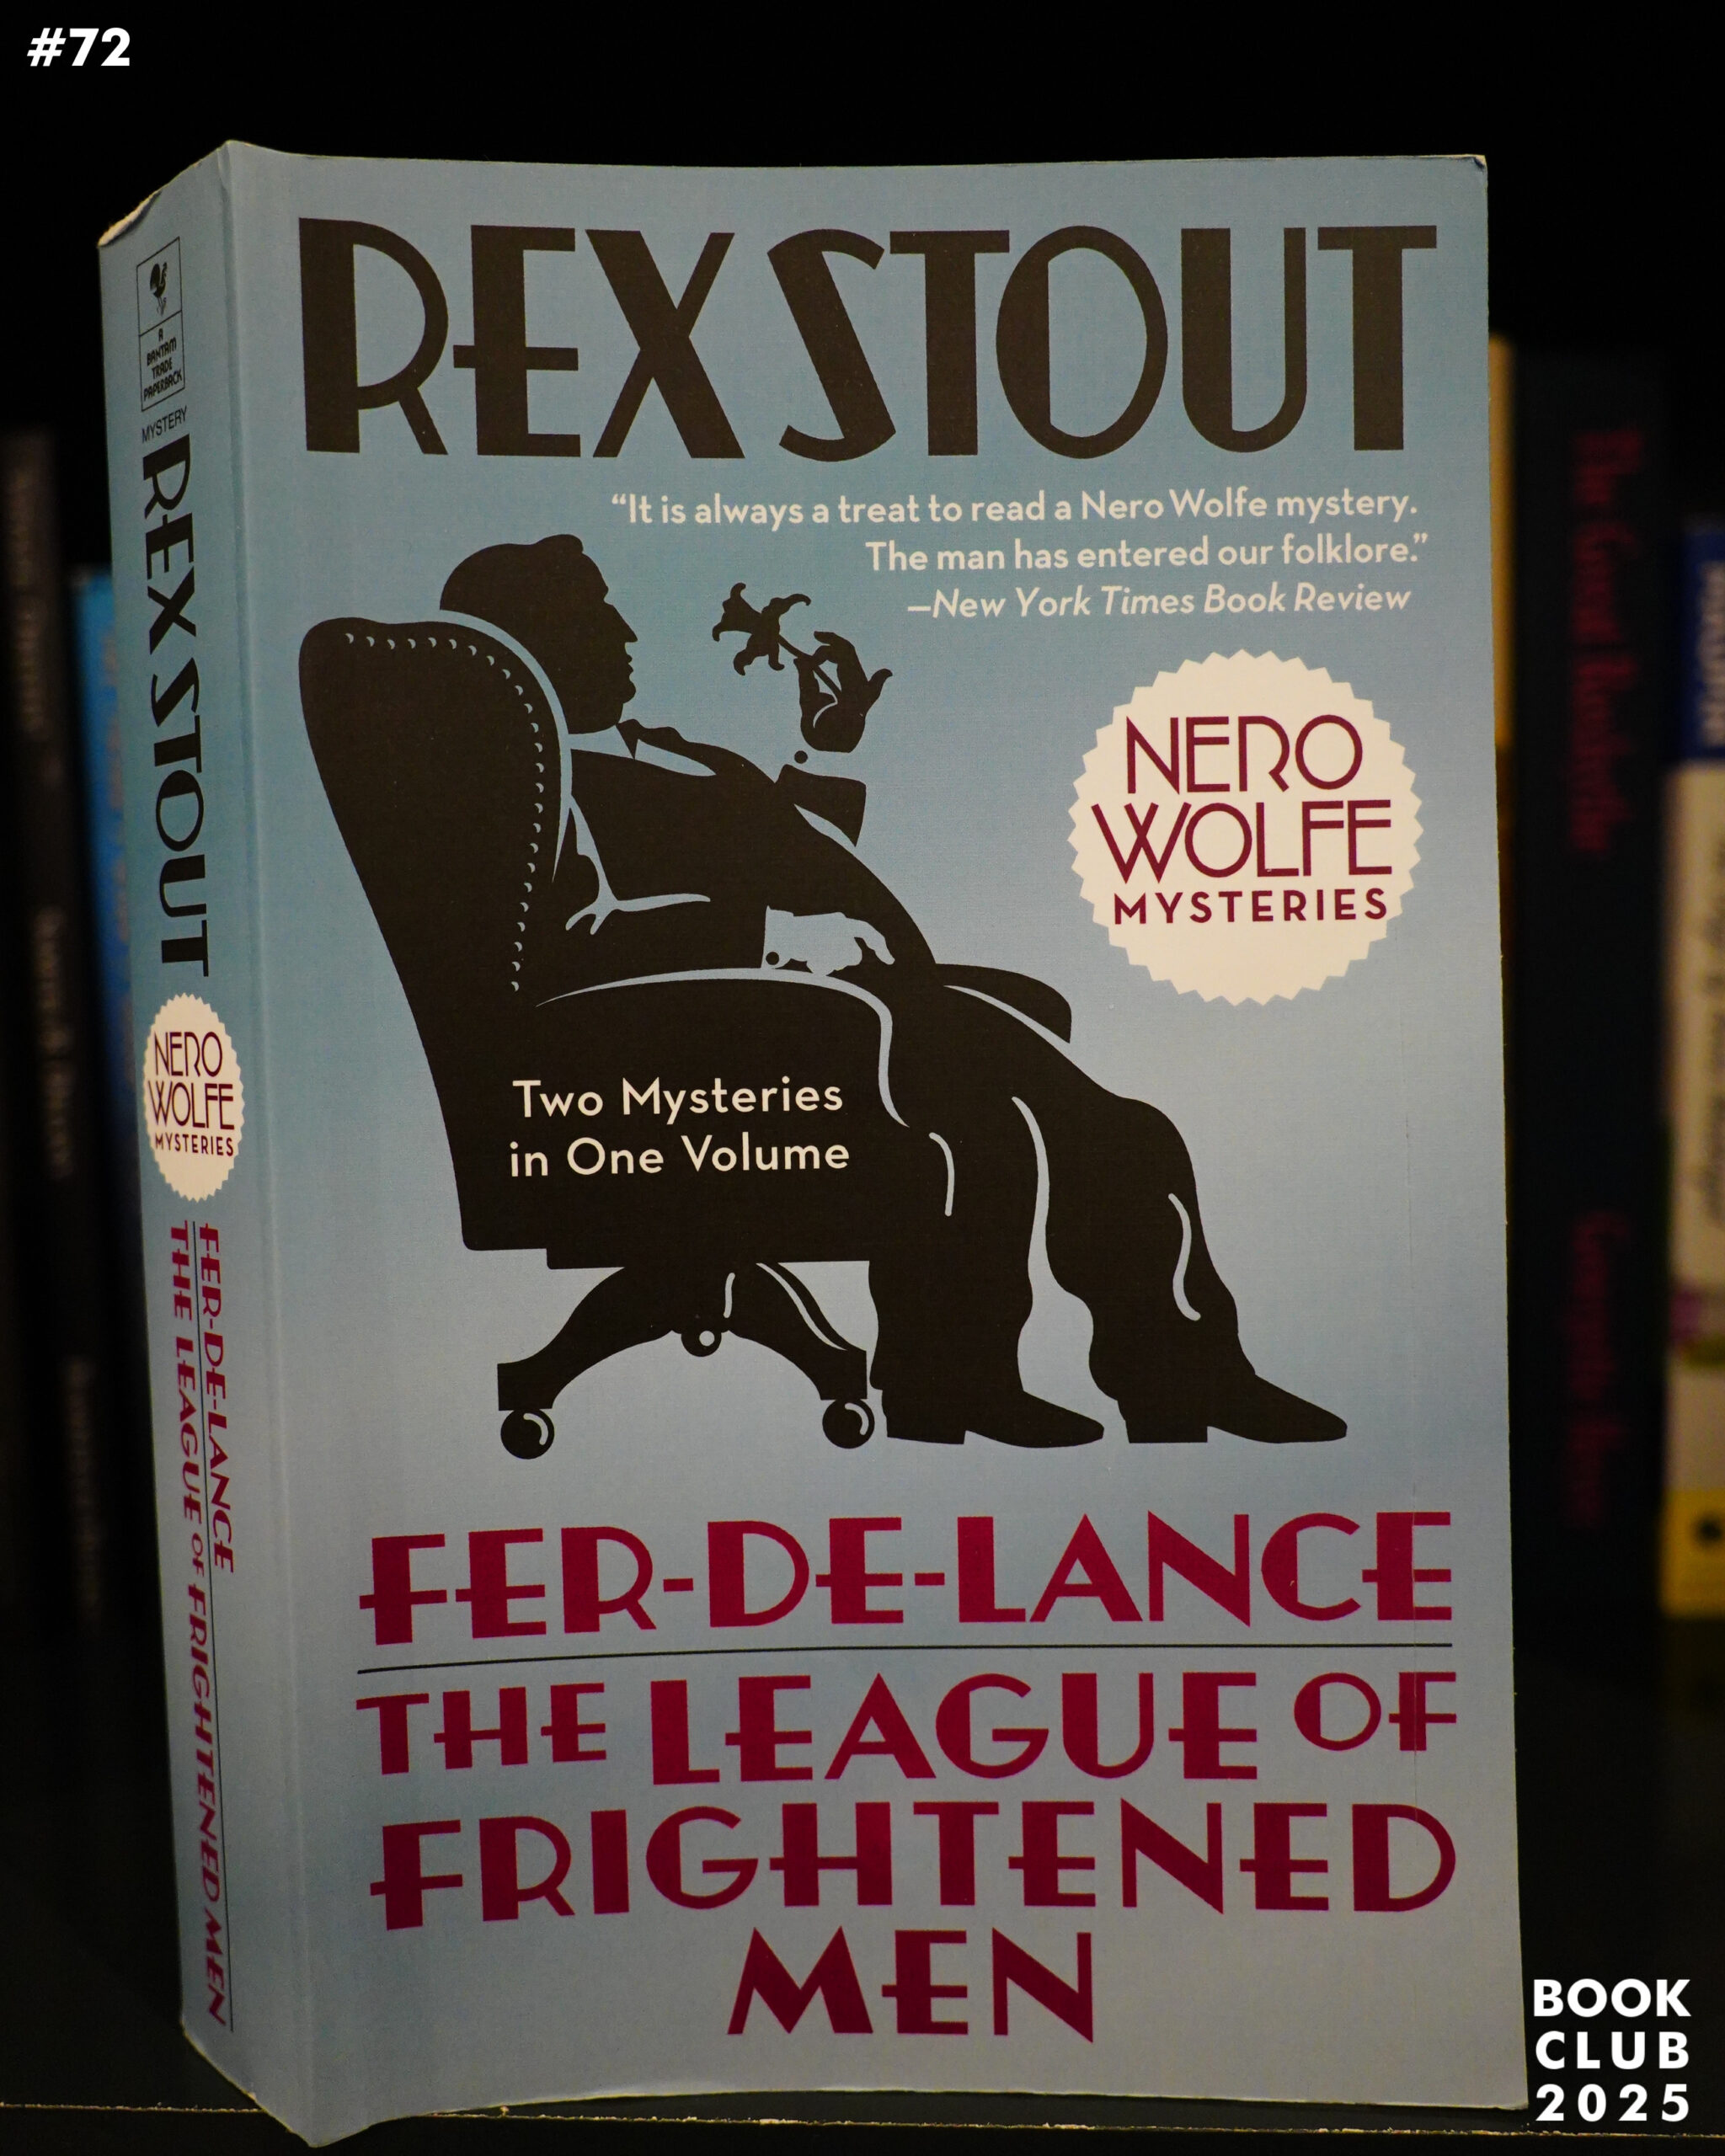 #72
A
BANTAM
TRADE
PAPERBACK
MYSTERY
REX STOUT
NERO
WOLFE
MYSTERIES
FER-DE-LANCE
THE LEAGUE OF FRIGHTENED MEN
REX STOUT
“It is always a treat to read a Nero Wolfe mystery.
The man has entered our folklore.”
—New York Times Book Review
NERO
WOLFE
MYSTERIES
Two Mysteries
in One Volume
FER-DE-LANCE
THE LEAGUE OF
FRIGHTENED
MEN
BOOK
CLUB
2025